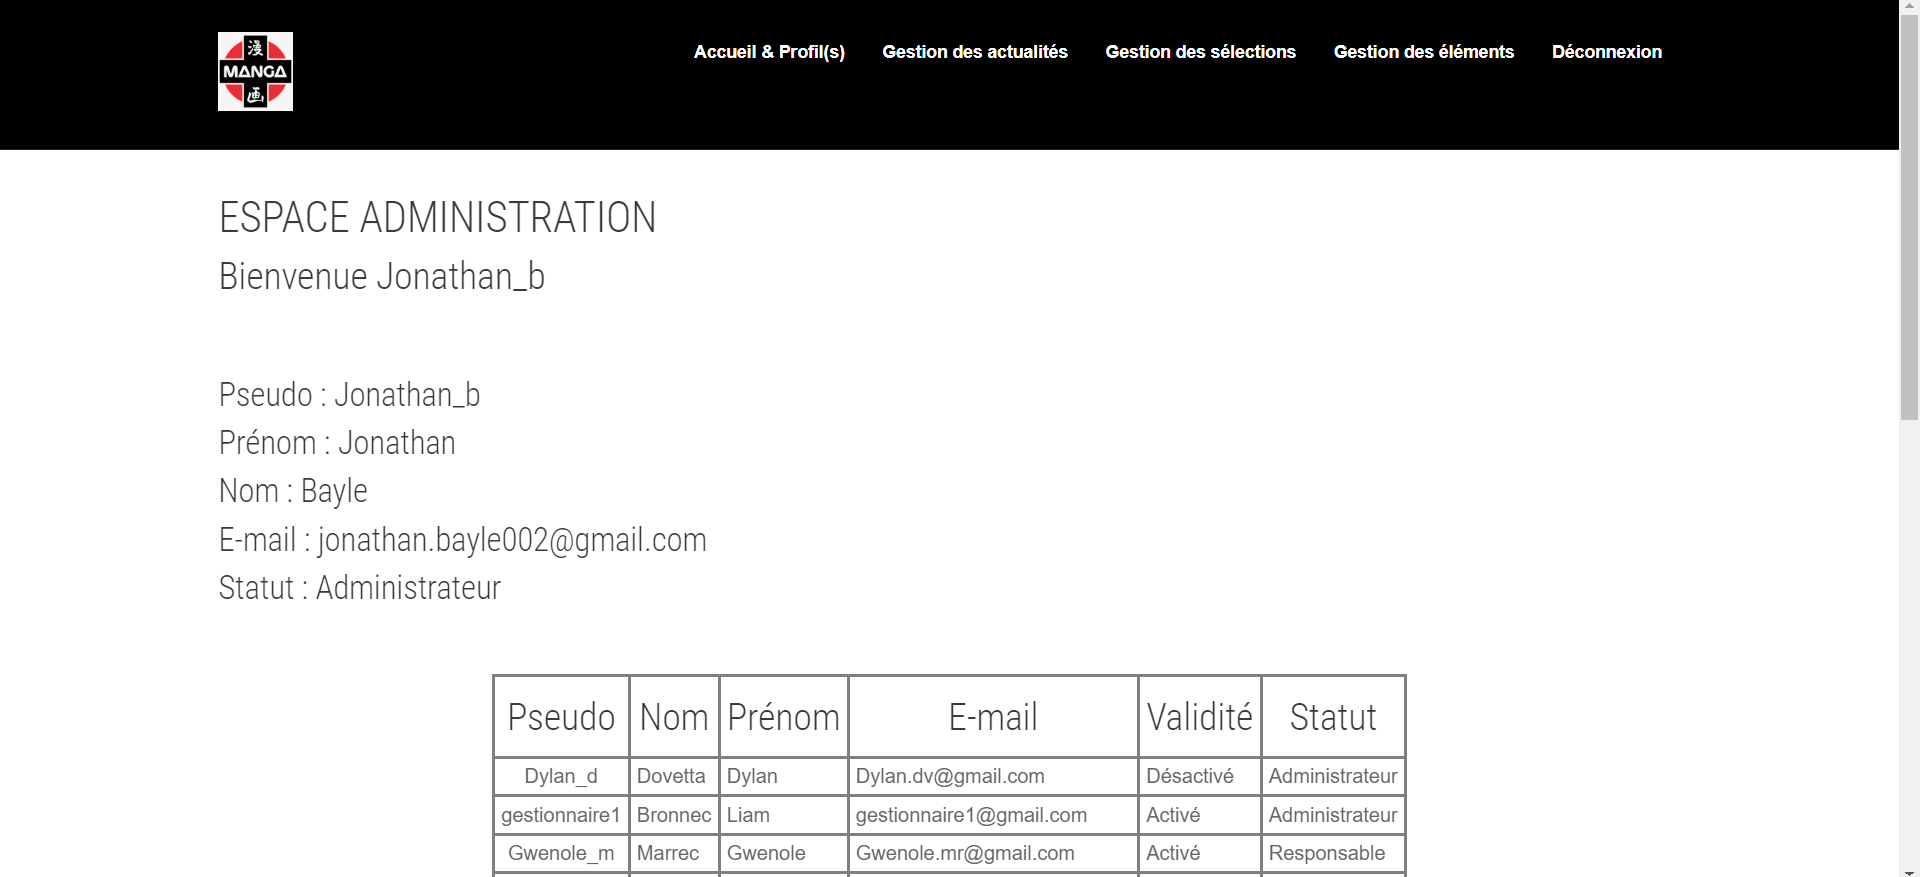 漫
MANGA
画
Accueil & Profil(s) Gestion des actualités Gestion des sélections Gestion des éléments Déconnexion
ESPACE ADMINISTRATION
Bienvenue Jonathan_b
Pseudo : Jonathan_b
Prénom : Jonathan
Nom : Bayle
E-mail : jonathan.bayle002@gmail.com
Statut : Administrateur
Pseudo Nom Prénom E-mail Validité Statut
Dylan_d Dovetta Dylan Dylan.dv@gmail.com Désactivé Administrateur
gestionnaire1 Bronnec Liam gestionnaire1@gmail.com Activé Administrateur
Gwenole_m Marrec Gwenole Gwenole.mr@gmail.com Activé Responsable